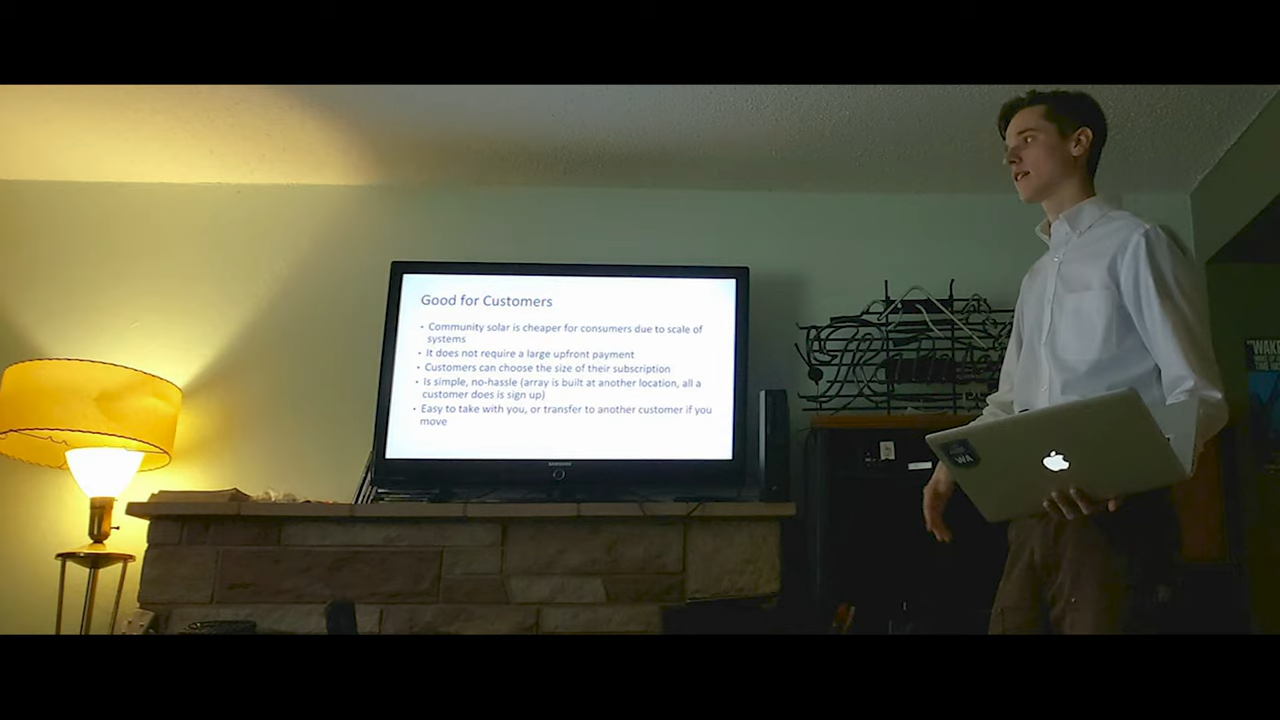 Good for Customers
• Community solar is cheaper for consumers due to scale of
systems
• It does not require a large upfront payment
• Customers can choose the size of their subscription
• Is simple, no-hassle (array is built at another location, all a
customer does is sign up)
• Easy to take with you, or transfer to another customer if you
move
SAMSUNG
WA
"WAKE